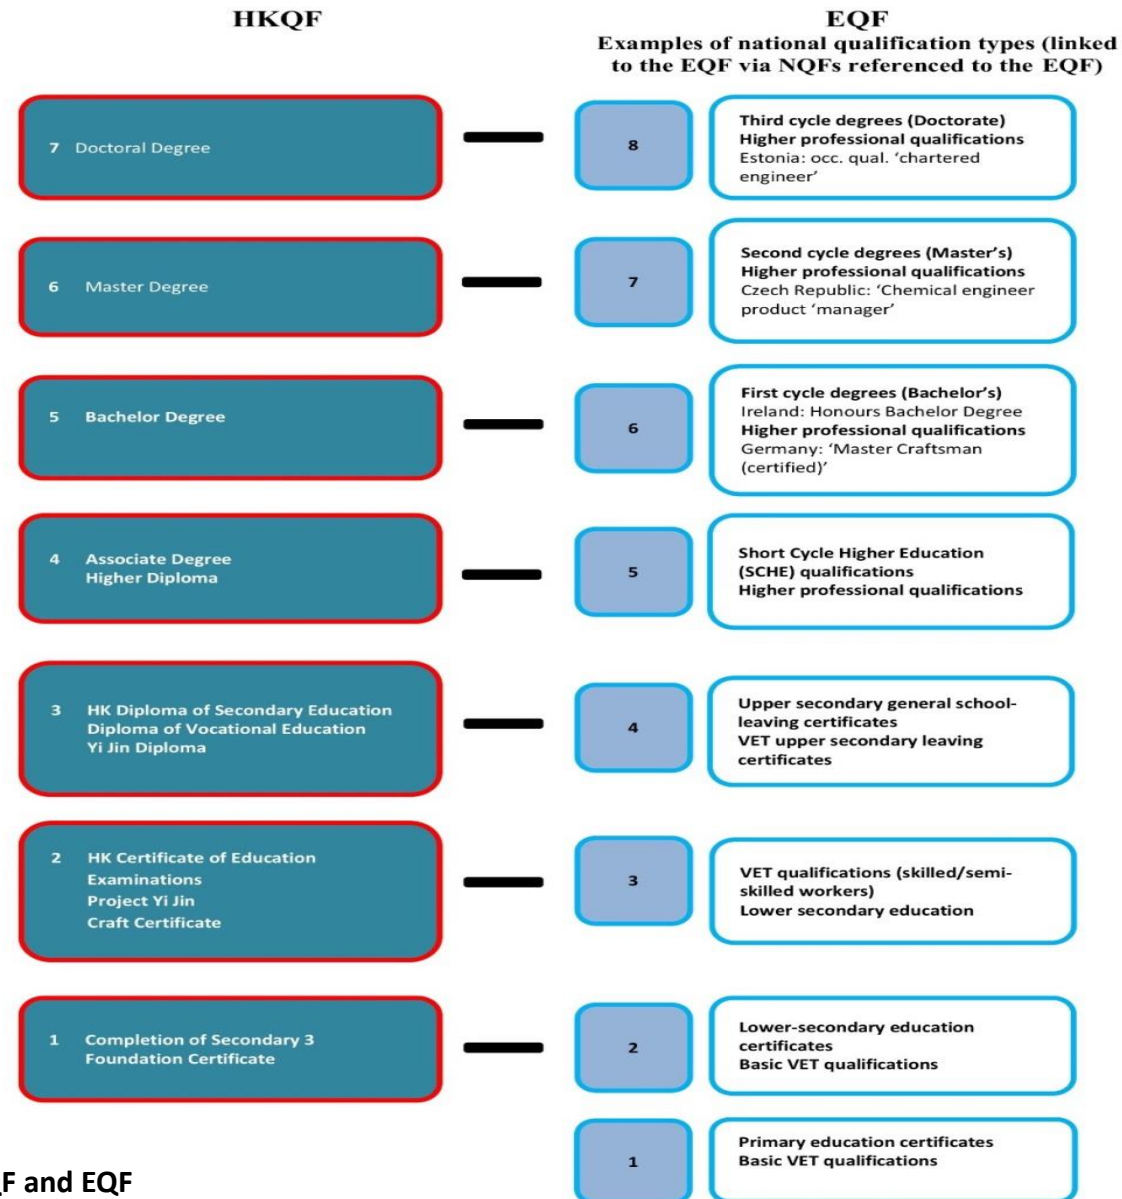 HKQF
EQF
Examples of national qualification types (linked
to the EQF via NQFs referenced to the EQF)
7 Doctoral Degree
8
Third cycle degrees (Doctorate)
Higher professional qualifications
Estonia: occ. qual. ‘chartered
engineer’
6 Master Degree
7
Second cycle degrees (Master’s)
Higher professional qualifications
Czech Republic: ‘Chemical engineer
product ‘manager’
5 Bachelor Degree
6
First cycle degrees (Bachelor’s)
Ireland: Honours Bachelor Degree
Higher professional qualifications
Germany: ‘Master Craftsman
(certified)’
4 Associate Degree
Higher Diploma
5
Short Cycle Higher Education
(SCHE) qualifications
Higher professional qualifications
3 HK Diploma of Secondary Education
Diploma of Vocational Education
Yi Jin Diploma
4
Upper secondary general school-
leaving certificates
VET upper secondary leaving
certificates
2 HK Certificate of Education
Examinations
Project Yi Jin
Craft Certificate
3
VET qualifications (skilled/semi-
skilled workers)
Lower secondary education
1 Completion of Secondary 3
Foundation Certificate
2
Lower-secondary education
certificates
Basic VET qualifications
1
Primary education certificates
Basic VET qualifications
and EQF